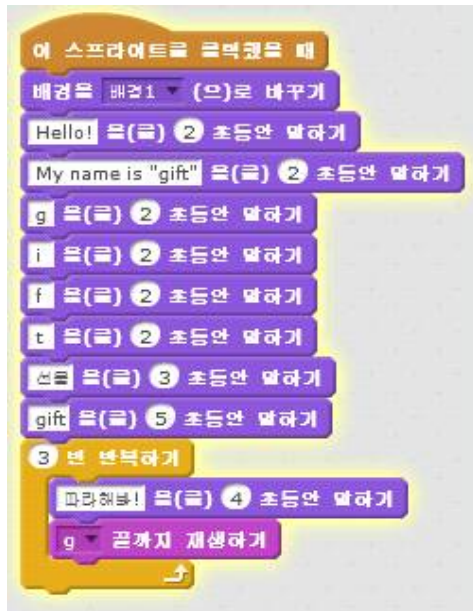 이 스프라이트를 클릭했을 때
배경을 배경1 (으)로 바꾸기
Hello! 을(를) 2 초동안 말하기
My name is "gift" 을(를) 2 초동안 말하기
g 을(를) 2 초동안 말하기
i 을(를) 2 초동안 말하기
f 을(를) 2 초동안 말하기
t 을(를) 2 초동안 말하기
선물 을(를) 3 초동안 말하기
gift 을(를) 5 초동안 말하기
3 번 반복하기
따라해봐! 을(를) 4 초동안 말하기
g 끝까지 재생하기